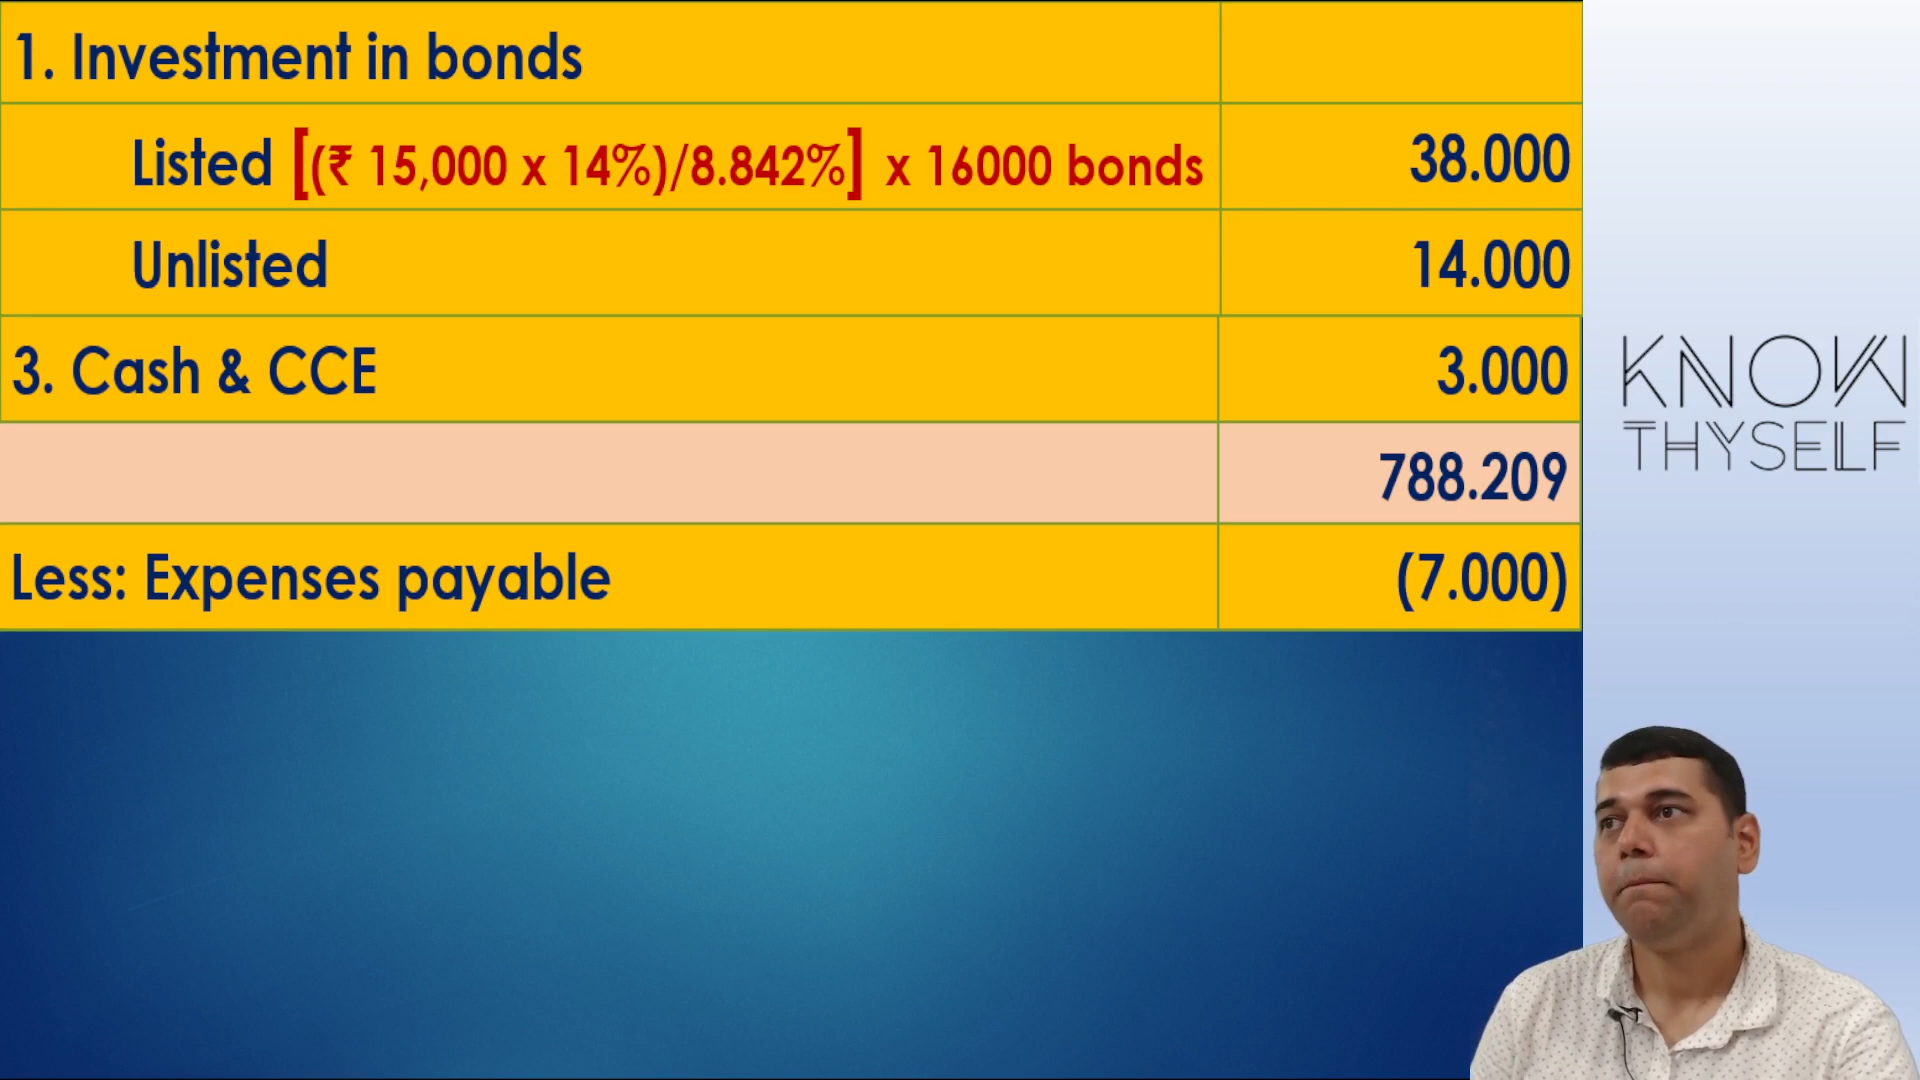 1. Investment in bonds
Listed [(₹ 15,000 x 14%)/8.842%] x 16000 bonds 38.000
Unlisted 14.000
3. Cash & CCE 3.000
788.209
Less: Expenses payable (7.000)
KNOW
THYSELF